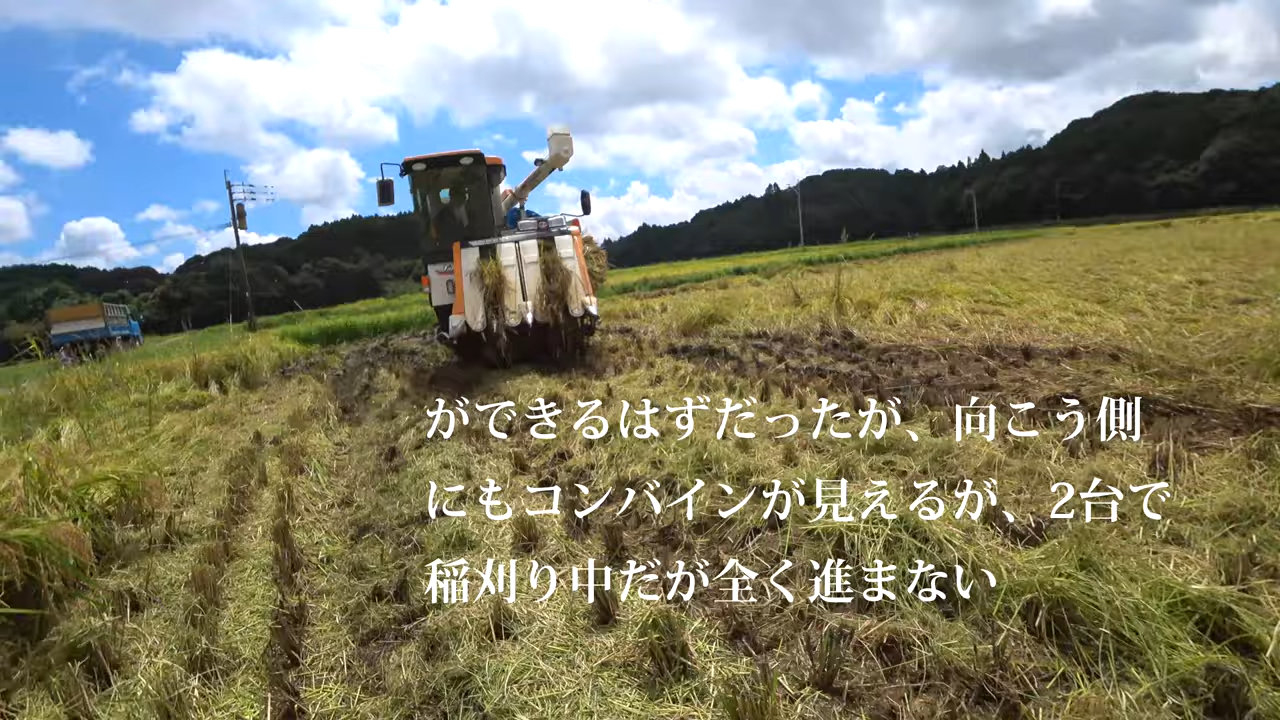 ができるはずだったが、向こう側
にもコンバインが見えるが、2台で
稲刈り中だが全く進まない